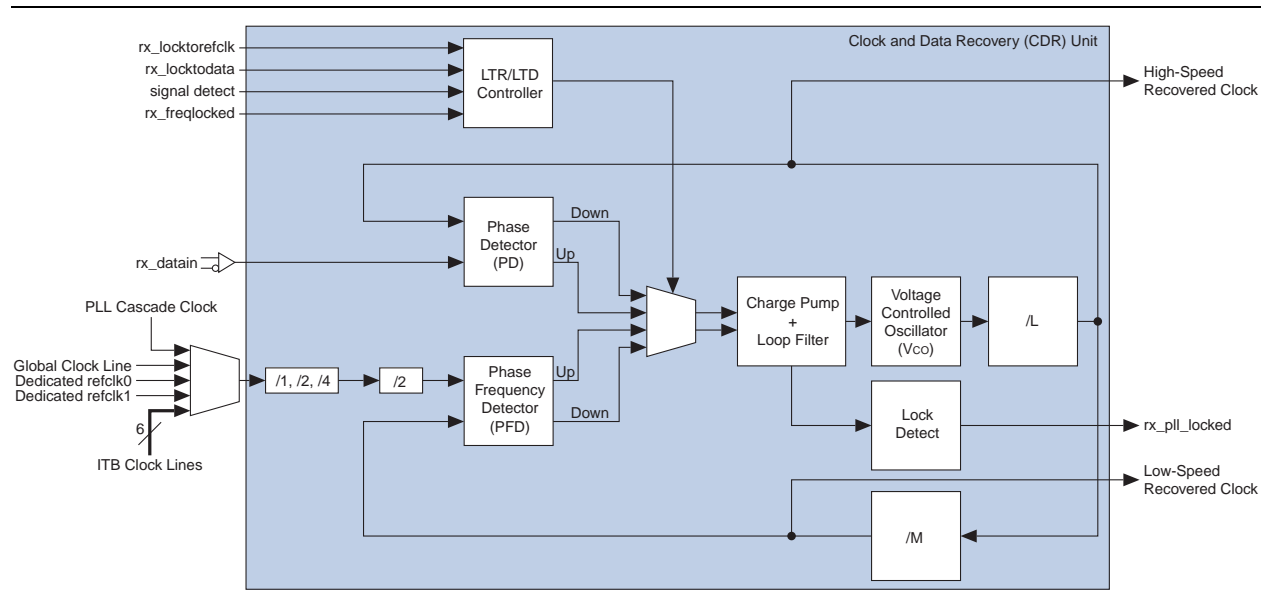 Clock and Data Recovery (CDR) Unit
rx_locktorefclk
rx_locktodata
signal detect
rx_freqlocked
LTR/LTD
Controller
High-Speed
Recovered Clock
Phase
Detector
(PD)
Down
Up
rx_datain
PLL Cascade Clock
Global Clock Line
Dedicated refclk0
Dedicated refclk1
6
ITB Clock Lines
/1, /2, /4
/2
Phase
Frequency
Detector
(PFD)
Up
Down
Charge Pump
+
Loop Filter
Voltage
Controlled
Oscillator
(VCO)
/L
Lock
Detect
rx_pll_locked
Low-Speed
Recovered Clock
/M